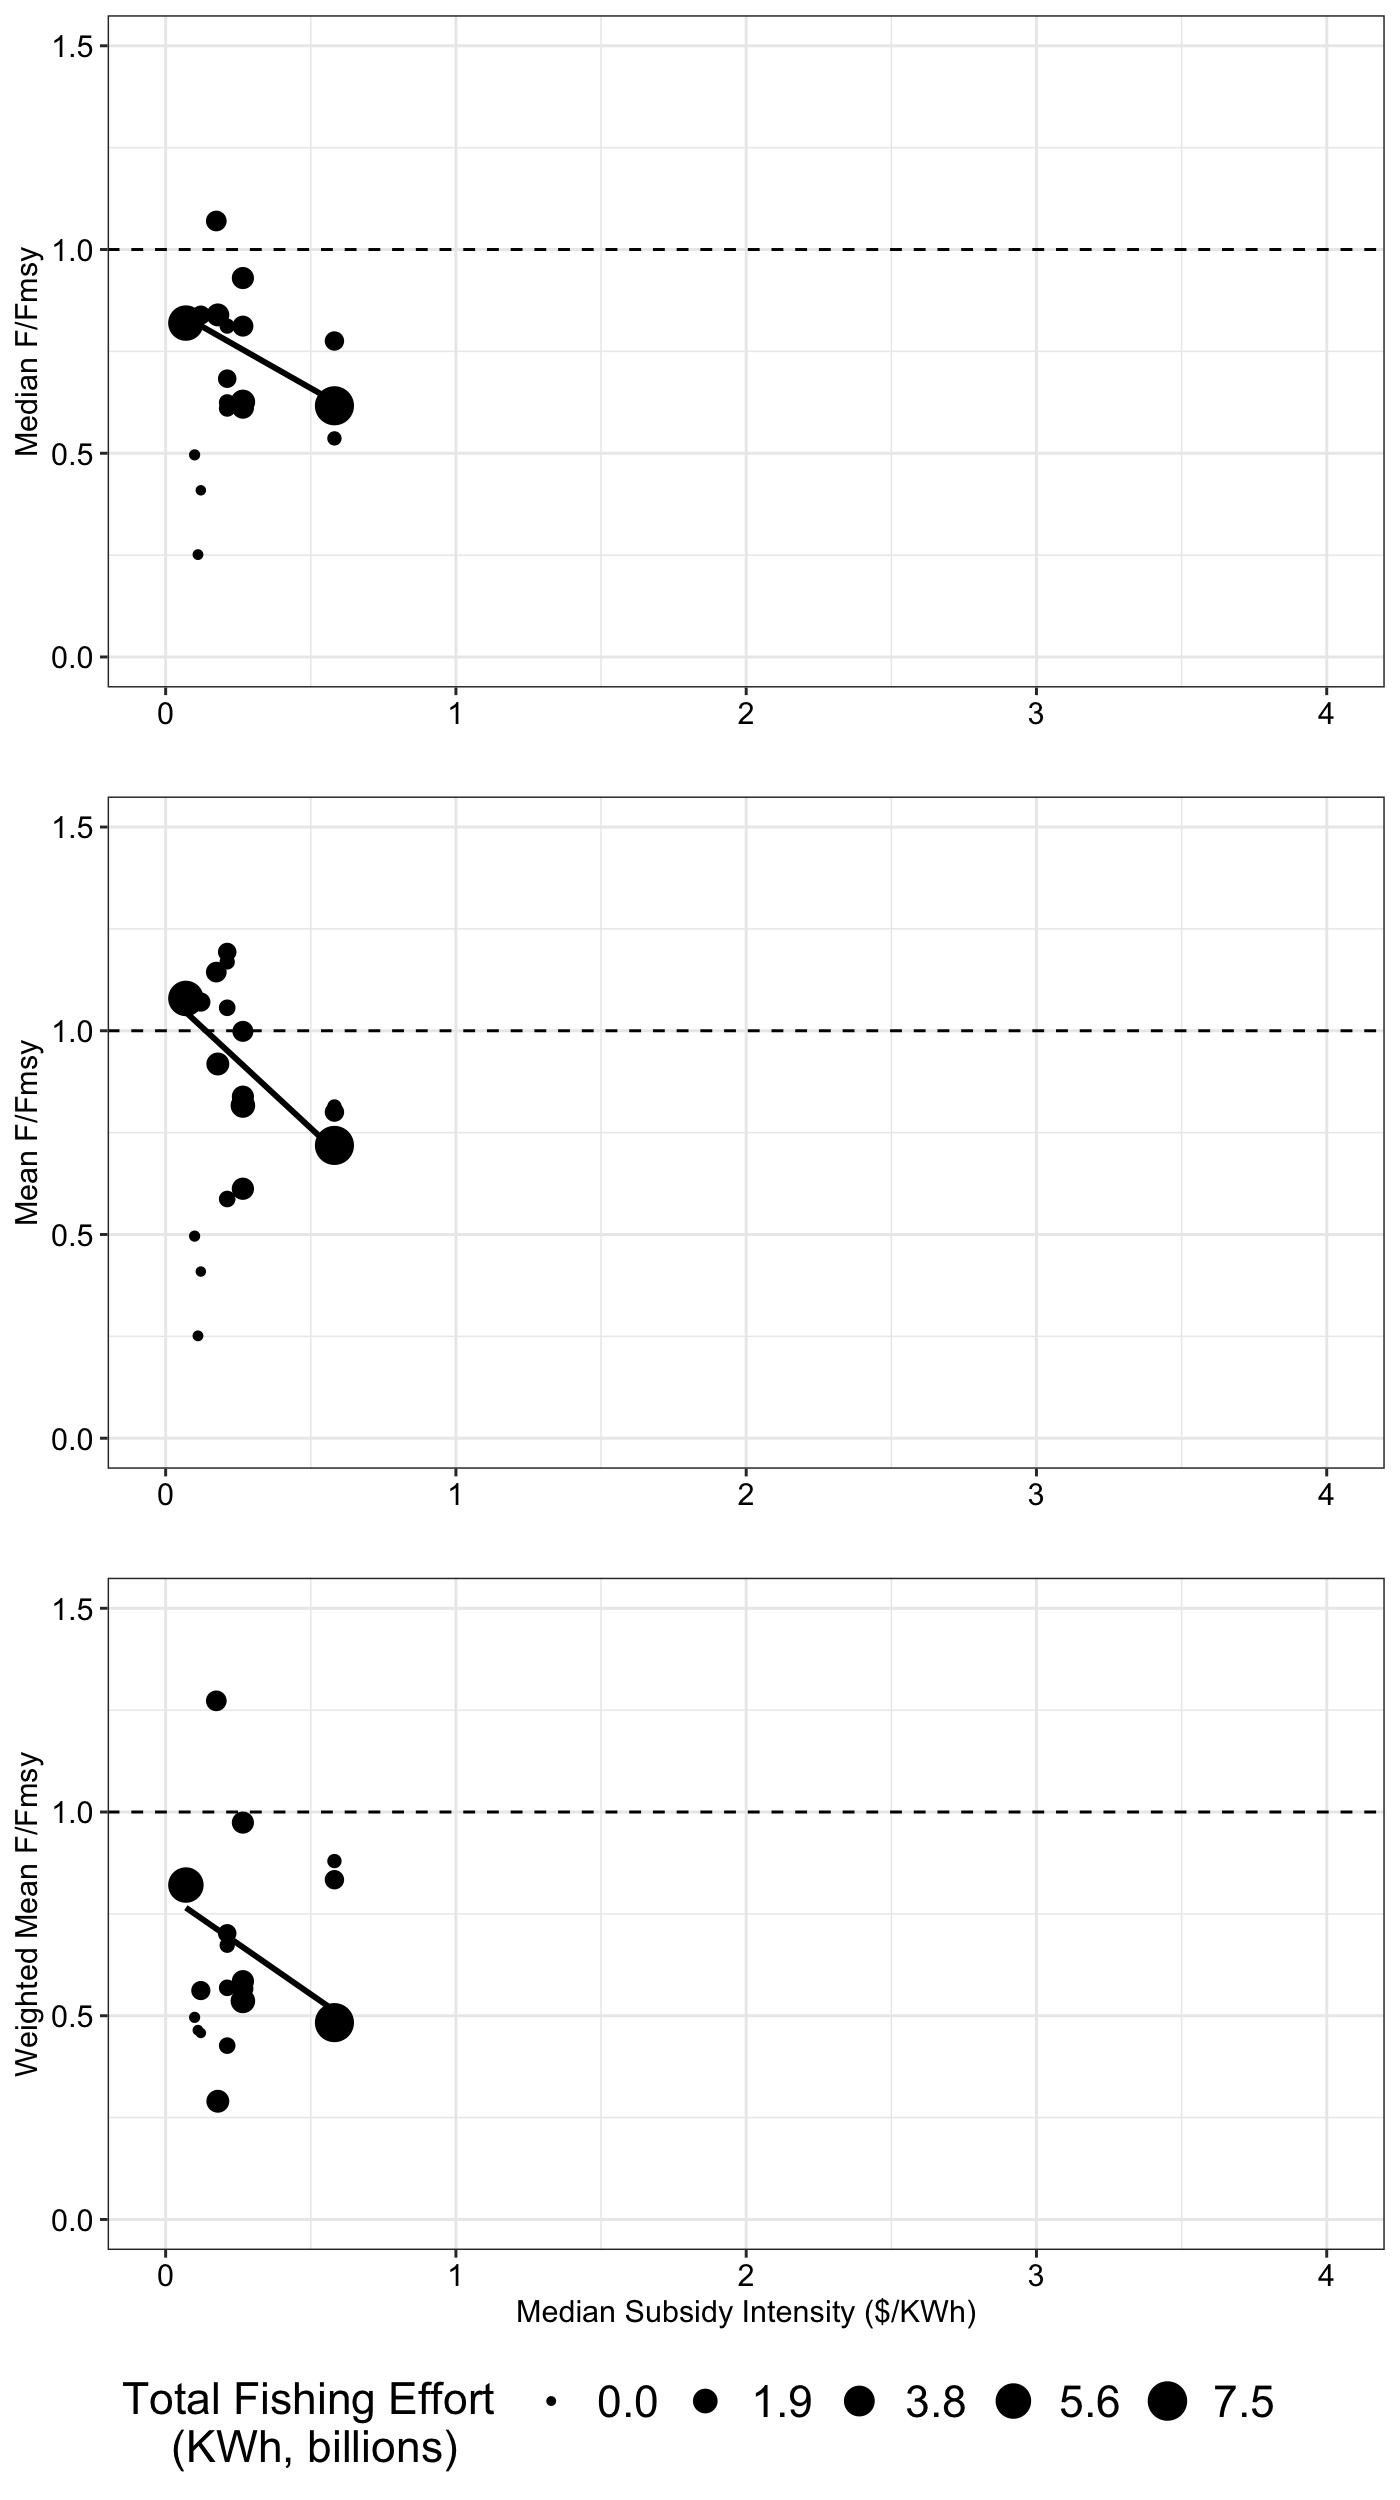 1.5
1.0
0.5
0.0
Median F/Fmsy
0 1 2 3 4
1.5
1.0
0.5
0.0
Mean F/Fmsy
0 1 2 3 4
1.5
1.0
0.5
0.0
Weighted Mean F/Fmsy
0 1 2 3 4
Median Subsidy Intensity ($/KWh)
Total Fishing Effort
(KWh, billions)
0.0 1.9 3.8 5.6 7.5